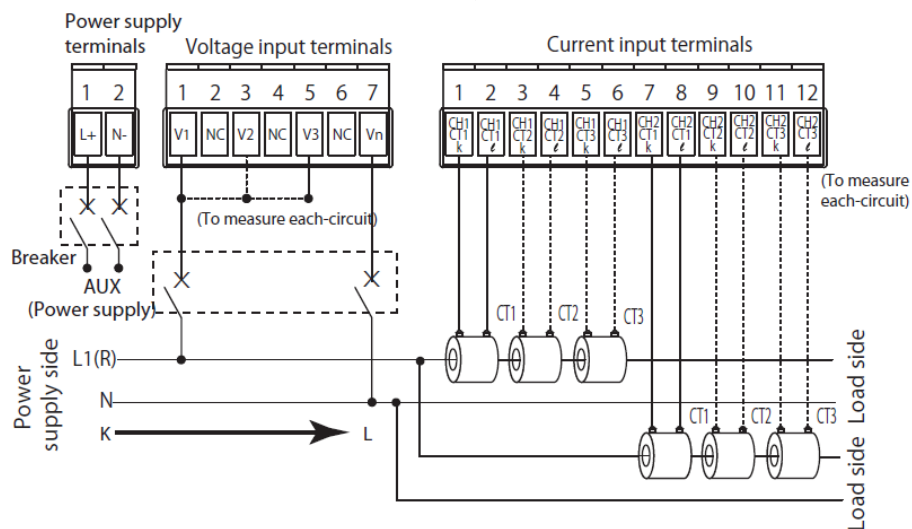 Power supply
terminals
Voltage input terminals
Current input terminals
1 2
1 2 3 4 5 6 7
1 2 3 4 5 6 7 8 9 10 11 12
L+ N-
V1 NC V2 NC V3 NC Vn
CH1 CT1 k
CH1 CT1 ℓ
CH1 CT2 k
CH1 CT2 ℓ
CH1 CT3 k
CH1 CT3 ℓ
CH2 CT1 k
CH2 CT1 ℓ
CH2 CT2 k
CH2 CT2 ℓ
CH2 CT3 k
CH2 CT3 ℓ
(To measure
each-circuit)
(To measure each-circuit)
Breaker
AUX
(Power supply)
CT1 CT2 CT3
Power
supply side
L1(R)
N
K L
Load side
CT1 CT2 CT3
Load side